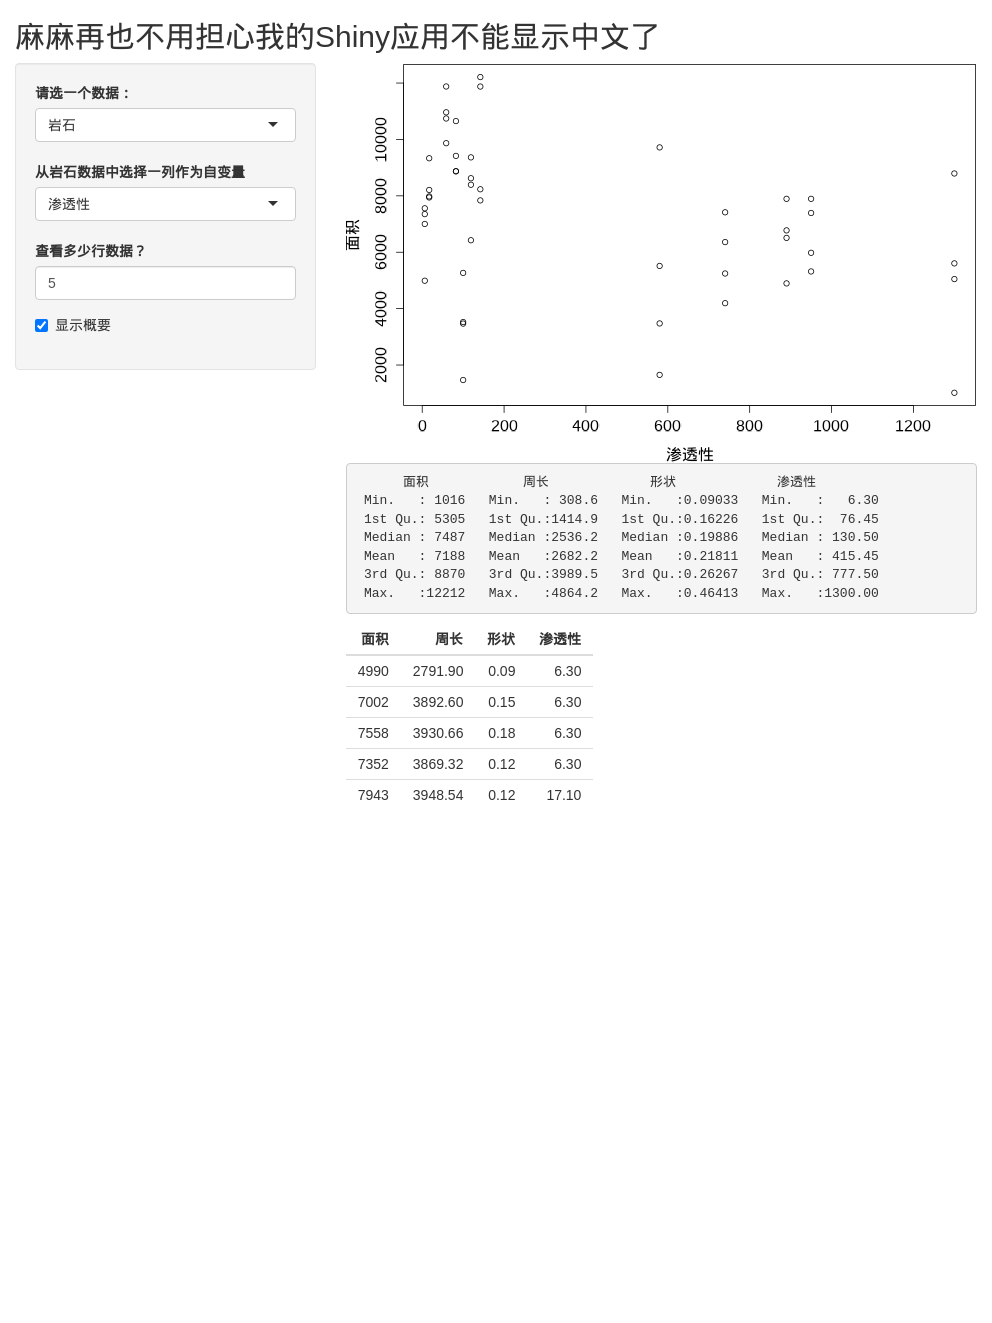 麻麻再也不用担心我的Shiny应用不能显示中文了
请选一个数据：
岩石
从岩石数据中选择一列作为自变量
渗透性
查看多少行数据？
5
显示概要
面积
10000
8000
6000
4000
2000
0 200 400 600 800 1000 1200
渗透性
面积 周长 形状 渗透性
Min.   : 1016   Min.   : 308.6   Min.   :0.09033   Min.   :   6.30
1st Qu.: 5305   1st Qu.:1414.9   1st Qu.:0.16226   1st Qu.:  76.45
Median : 7487   Median :2536.2   Median :0.19886   Median : 130.50
Mean   : 7188   Mean   :2682.2   Mean   :0.21811   Mean   : 415.45
3rd Qu.: 8870   3rd Qu.:3989.5   3rd Qu.:0.26267   3rd Qu.: 777.50
Max.   :12212   Max.   :4864.2   Max.   :0.46413   Max.   :1300.00
面积 周长 形状 渗透性
4990 2791.90 0.09 6.30
7002 3892.60 0.15 6.30
7558 3930.66 0.18 6.30
7352 3869.32 0.12 6.30
7943 3948.54 0.12 17.10